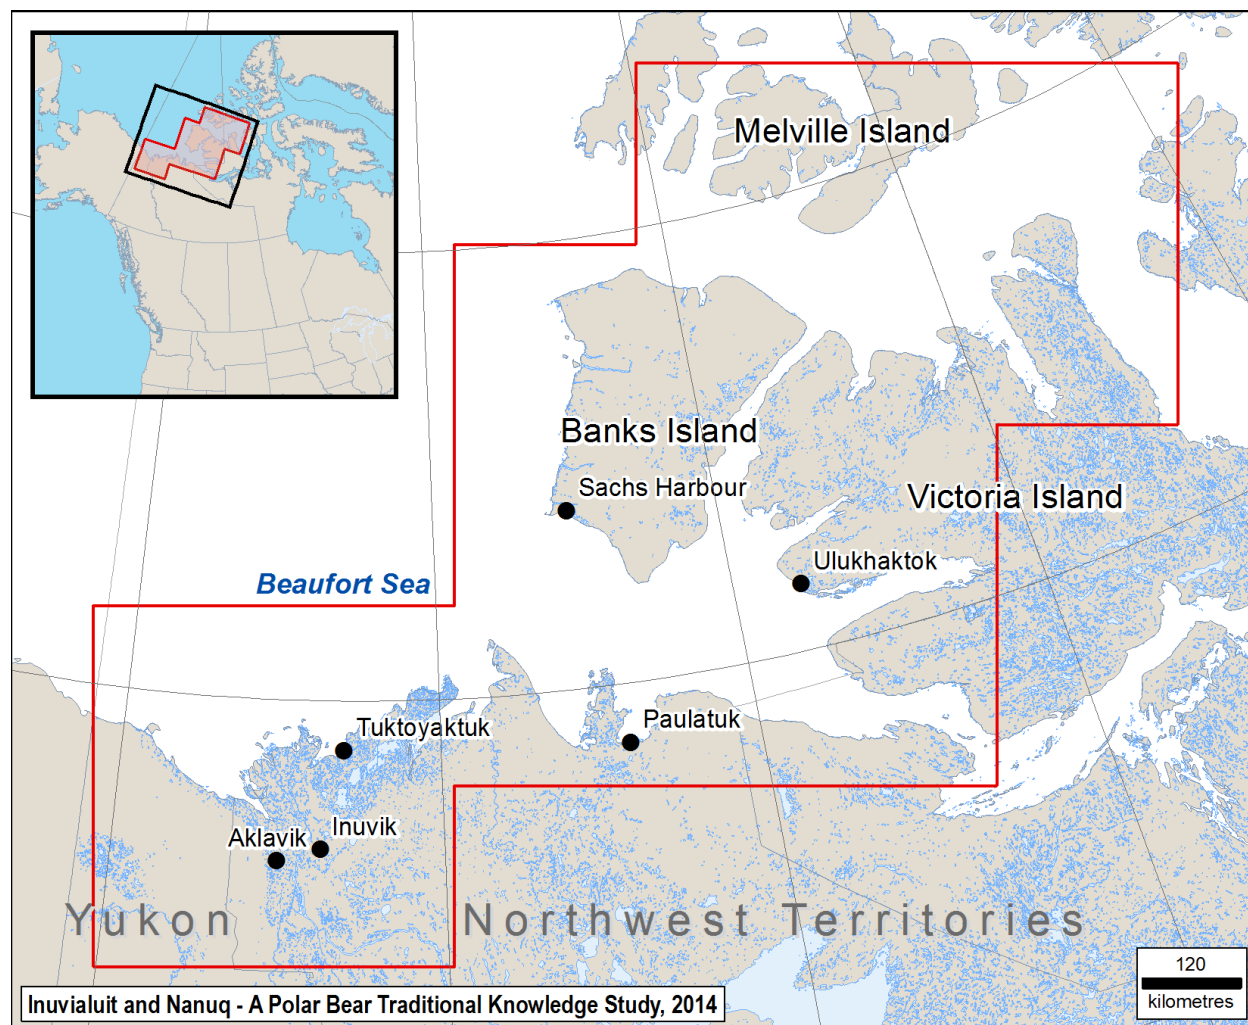 Melville Island
Banks Island
Sachs Harbour
Victoria Island
Ulukhaktok
Beaufort Sea
Paulatuk
Tuktoyaktuk
Inuvik
Aklavik
Yukon
Northwest Territories
120
kilometres
Inuvialuit and Nanuq - A Polar Bear Traditional Knowledge Study, 2014